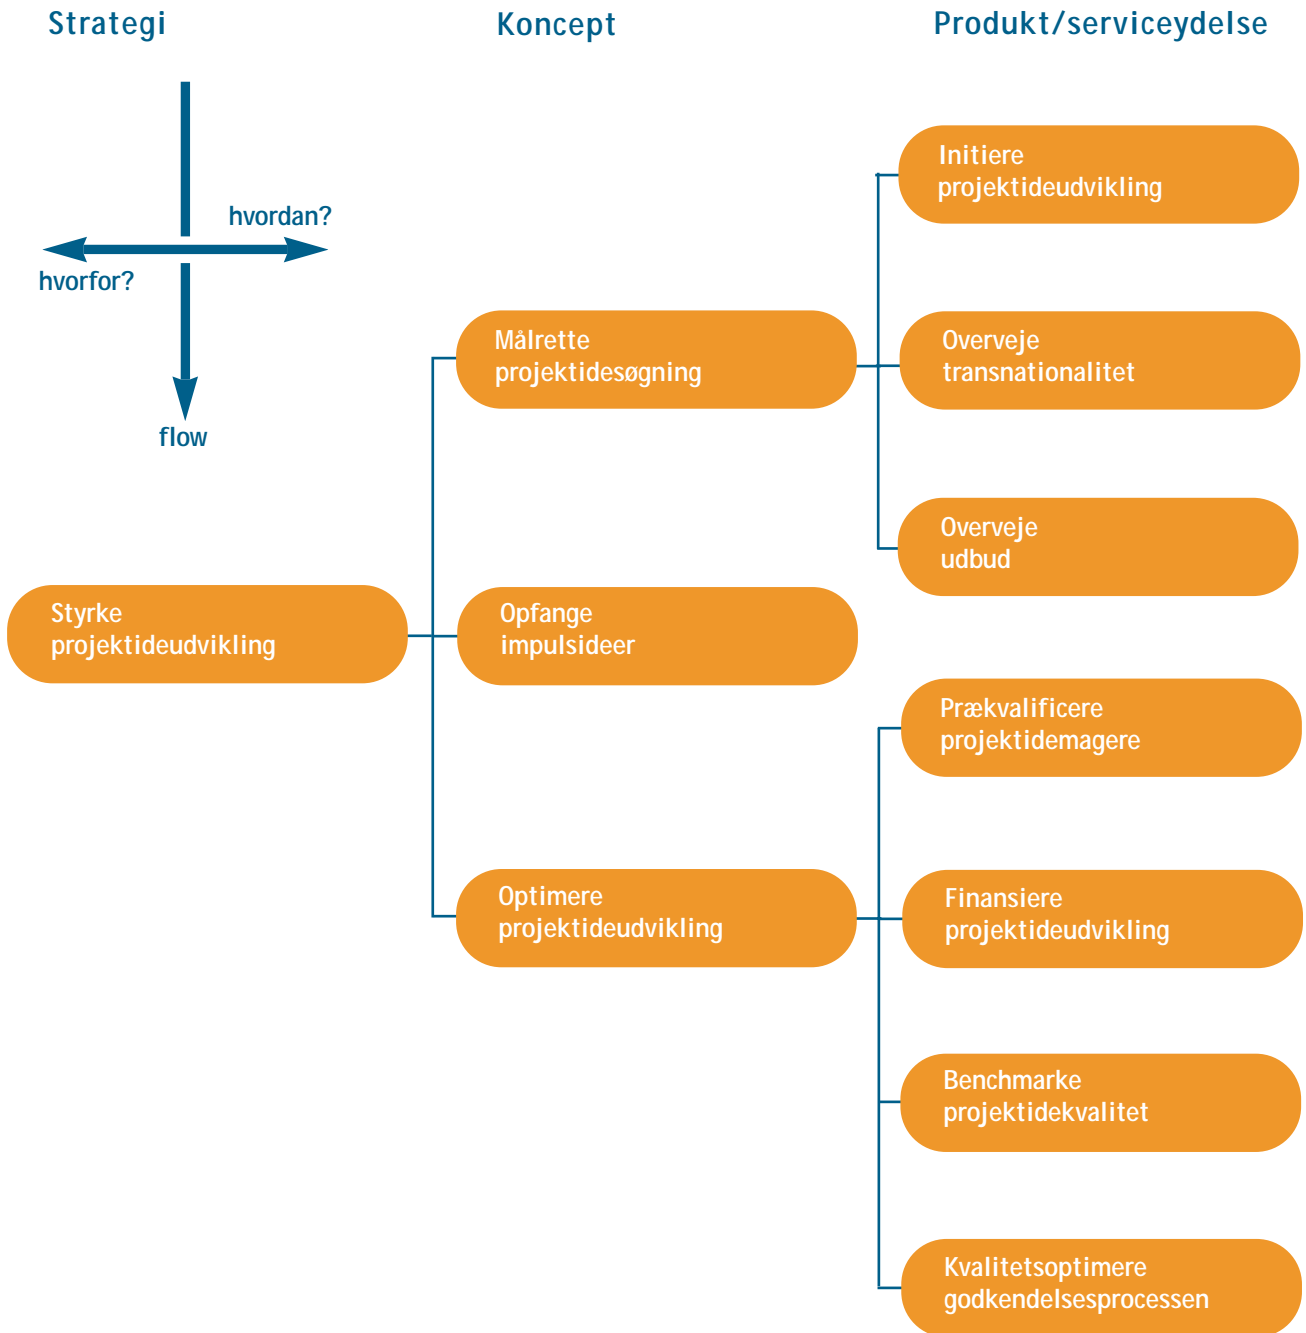 Strategi
Koncept
Produkt/serviceydelse
hvordan?
hvorfor?
flow
Styrke
projektideudvikling
Målrette
projektidesøgning
Opfange
impulsideer
Optimere
projektideudvikling
Initiere
projektideudvikling
Overveje
transnationalitet
Overveje
udbud
Prækvalificere
projektidemagere
Finansiere
projektideudvikling
Benchmarke
projektidekvalitet
Kvalitetsoptimere
godkendelsesprocessen